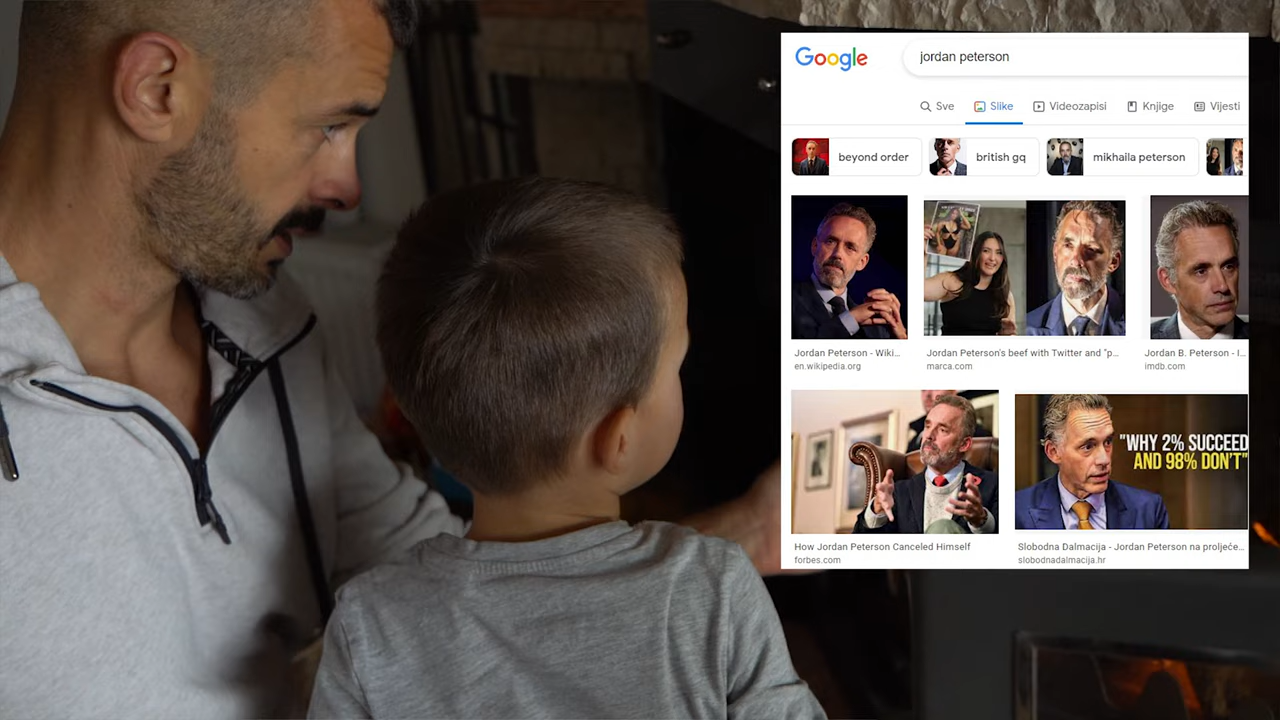 Google
jordan peterson
Sve Slike Videozapisi Knjige Vijesti
beyond order british gq mikhaila peterson
Jordan Peterson - Wiki...
en.wikipedia.org
Jordan Peterson's beef with Twitter and "p...
marca.com
Jordan B. Peterson - I...
imdb.com
"WHY 2% SUCCEED
AND 98% DON'T"
How Jordan Peterson Canceled Himself
forbes.com
Slobodna Dalmacija - Jordan Peterson na proljeće...
slobodnadalmacija.hr